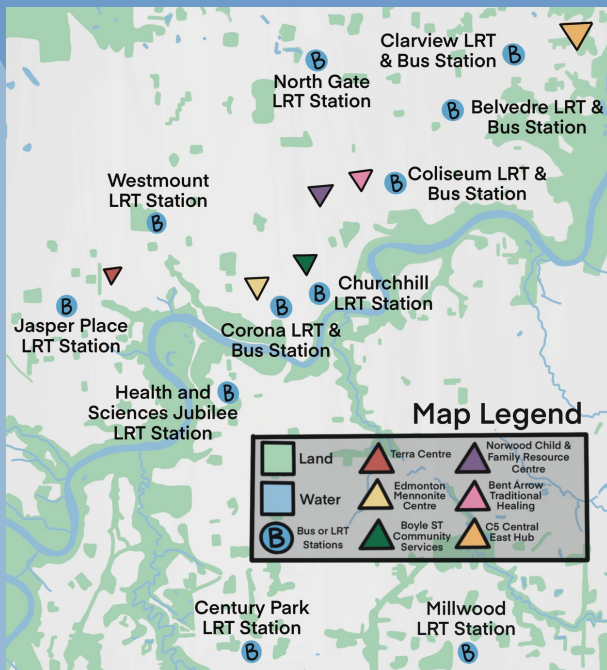 Clarview LRT
& Bus Station
North Gate
LRT Station
Belvedre LRT &
Bus Station
Westmount
LRT Station
Coliseum LRT &
Bus Station
Churchhill
LRT Station
Jasper Place
LRT Station
Corona LRT &
Bus Station
Health and
Sciences Jubilee
LRT Station
Map Legend
Land
Water
Bus or LRT
Stations
Terra Centre
Edmonton
Mennonite
Centre
Boyle ST
Community
Services
Norwood Child &
Family Resource
Centre
Bent Arrow
Traditional
Healing
C5 Central
East Hub
Century Park
LRT Station
Millwood
LRT Station
B
B
B
B
B
B
B
B
B
B
B
B